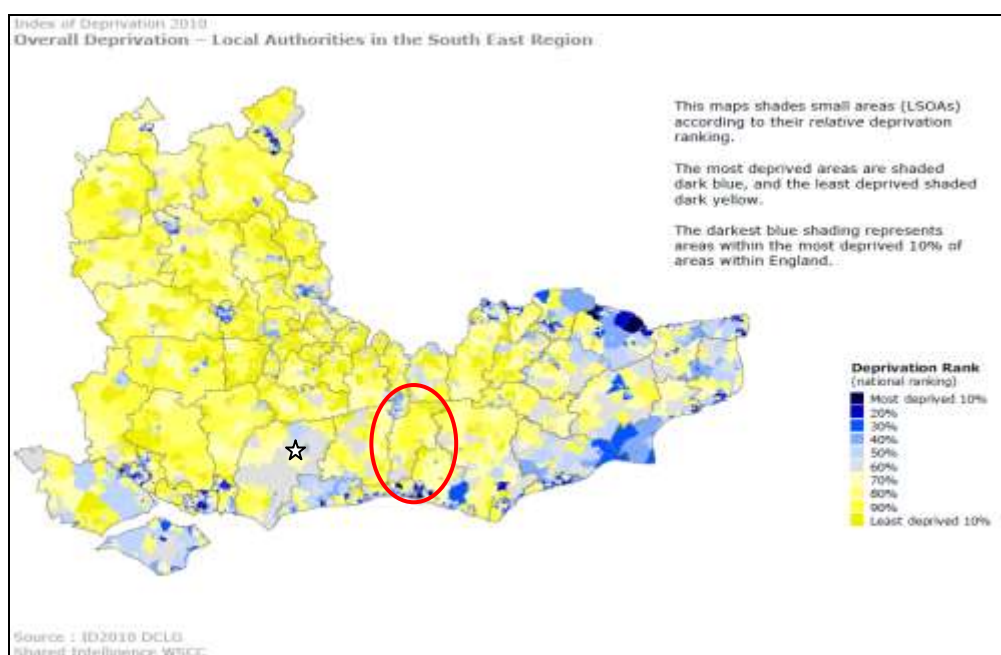 Index of Deprivation 2010
Overall Deprivation – Local Authorities in the South East Region
This maps shades small areas (LSOAs)
according to their relative deprivation
ranking.
The most deprived areas are shaded
dark blue, and the least deprived shaded
dark yellow.
The darkest blue shading represents
areas within the most deprived 10% of
areas within England.
Deprivation Rank
(national ranking)
Most deprived 10%
20%
30%
40%
50%
60%
70%
80%
90%
Least deprived 10%
Source : ID2010 DCLG
Shared Intelligence WSCC